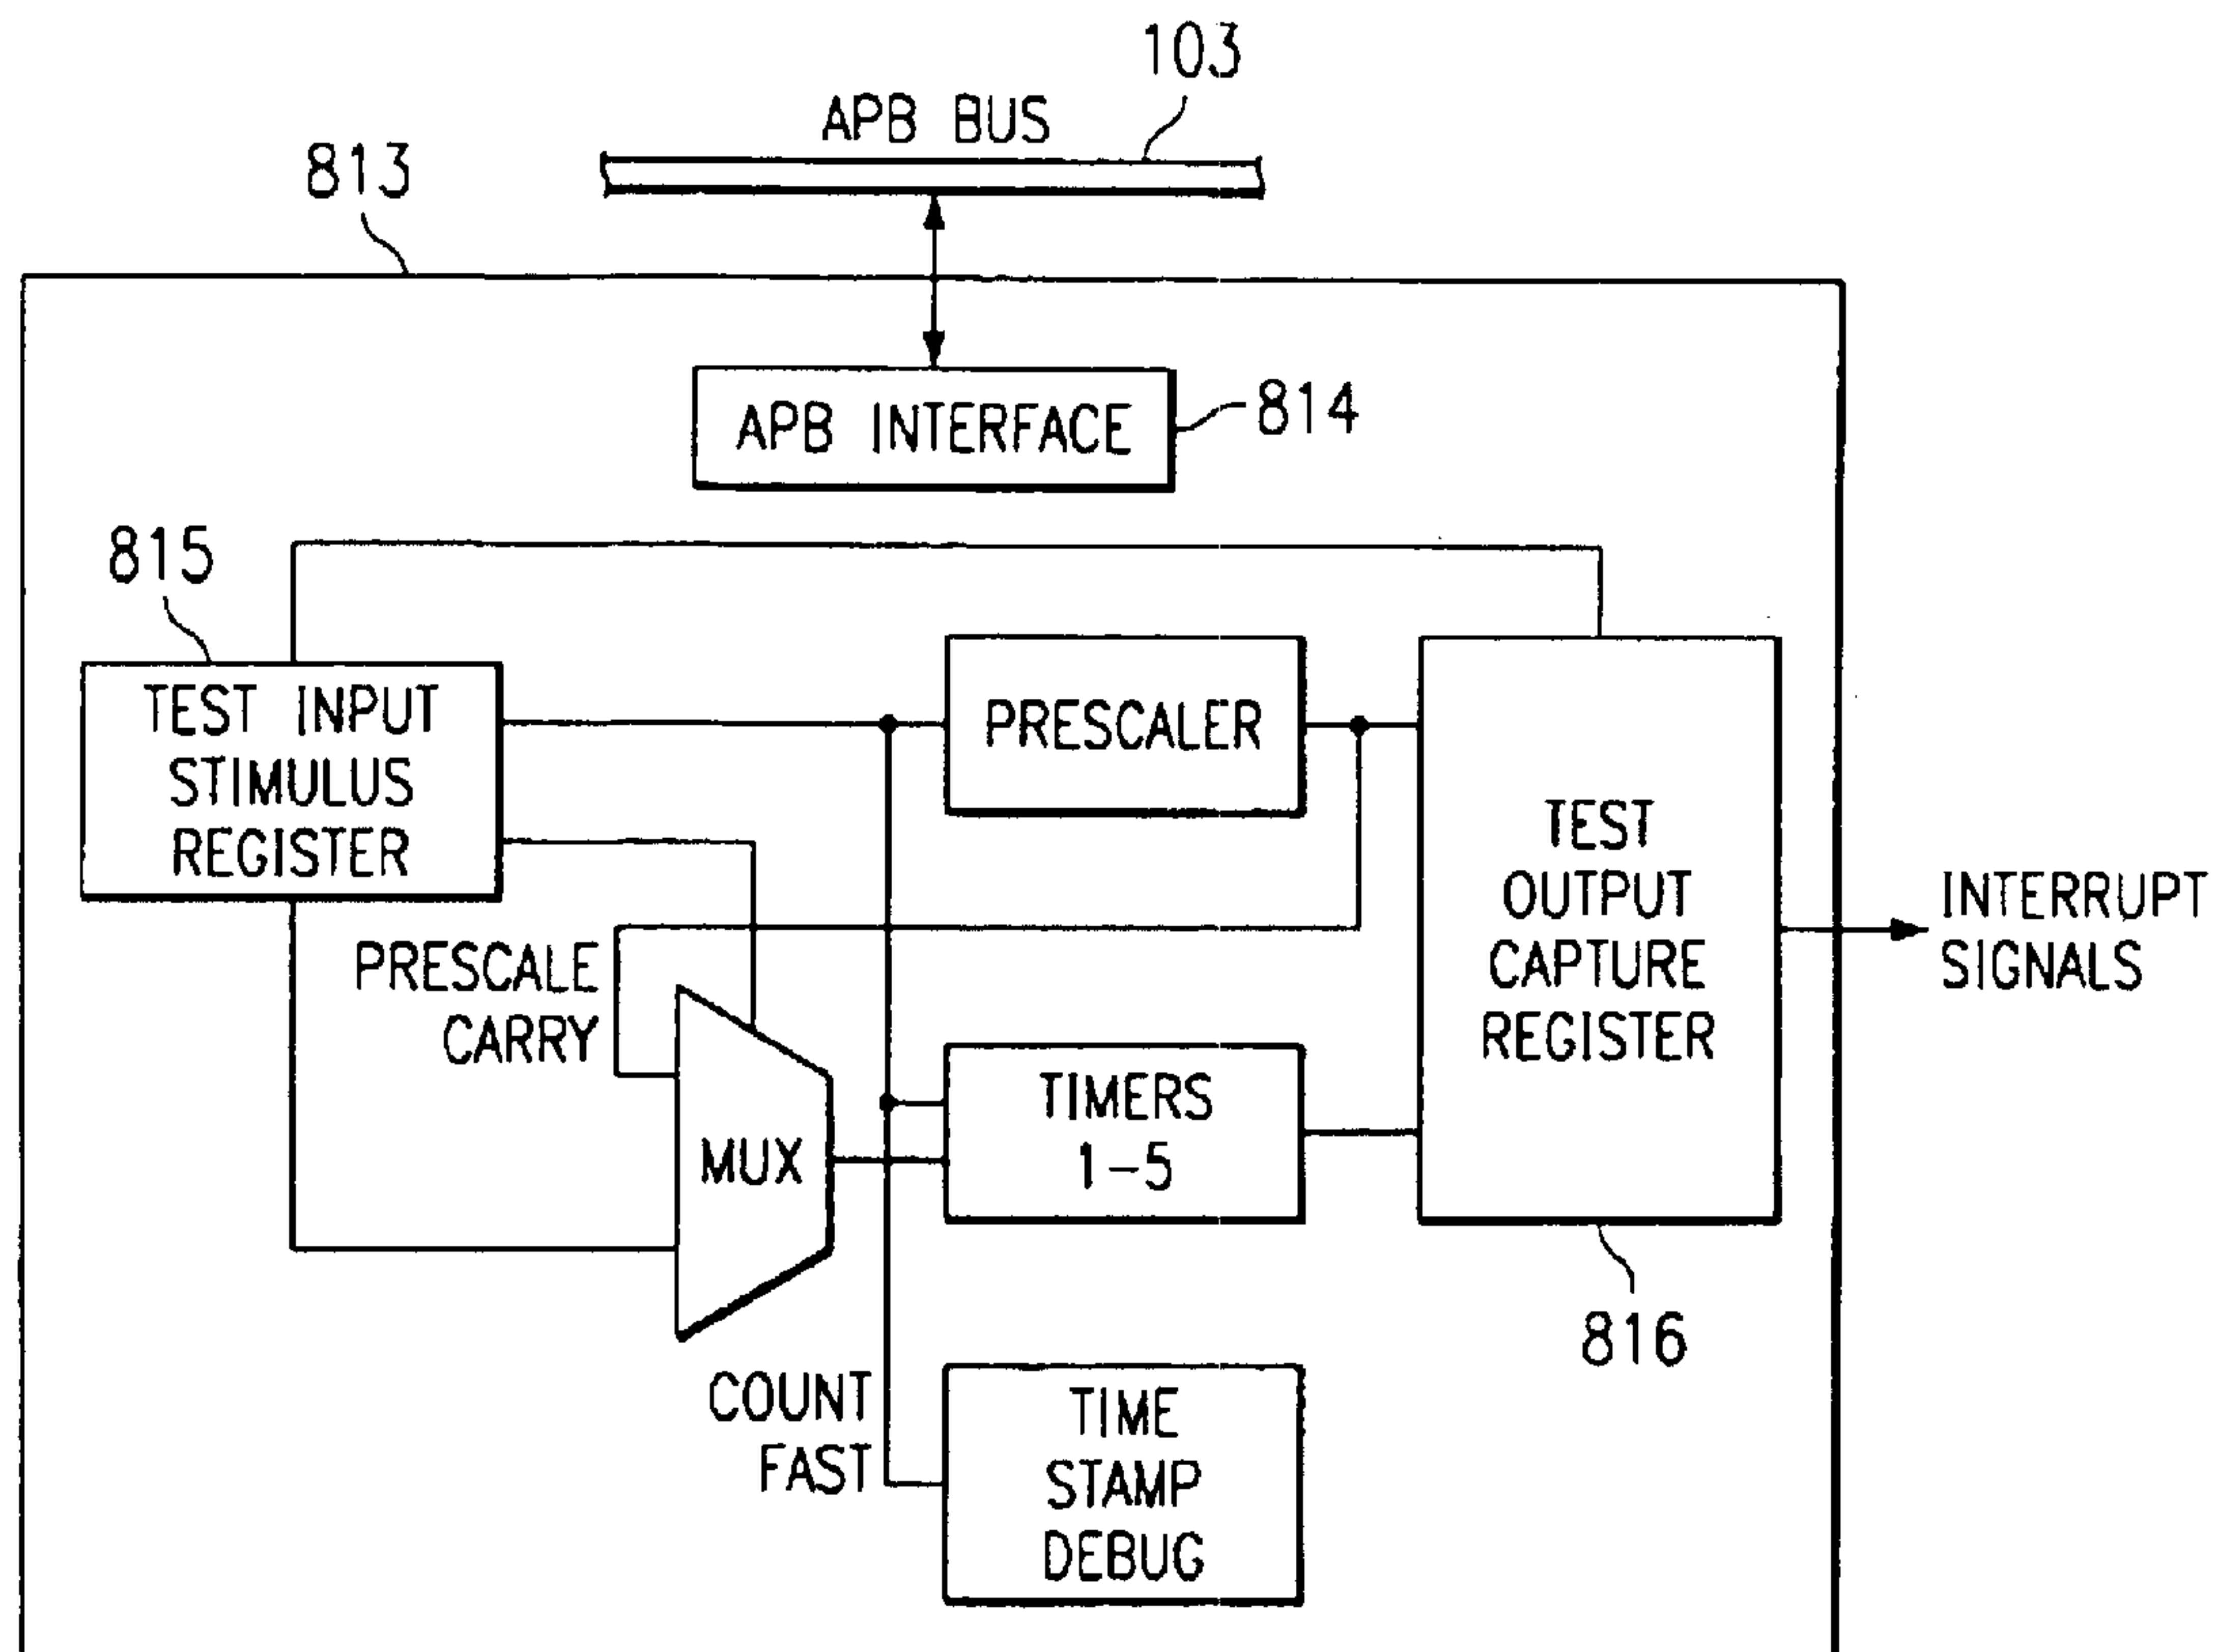 103
APB BUS
813
APB INTERFACE
814
815
TEST INPUT
STIMULUS
REGISTER
PRESCALER
TEST
OUTPUT
CAPTURE
REGISTER
INTERRUPT
SIGNALS
PRESCALE
CARRY
MUX
TIMERS
1-5
816
COUNT
FAST
TIME
STAMP
DEBUG